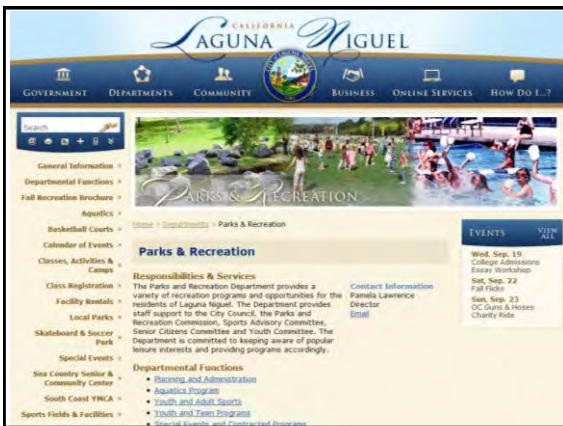 CALIFORNIA
LAGUNA NIGUEL
GOVERNMENT DEPARTMENTS COMMUNITY BUSINESS ONLINE SERVICES HOW DO I...?
Search
General Information
Departmental Functions
Fall Recreation Brochure
Aquatics
Basketball Courts
Calendar of Events
Classes, Activities & Camps
Class Registration
Facility Rentals
Local Parks
Skateboard & Soccer Park
Special Events
Sea Country Senior & Community Center
South Coast YMCA
Sports Fields & Facilities
PARKS & RECREATION
Home > Departments > Parks & Recreation
Parks & Recreation
Responsibilities & Services
The Parks and Recreation Department provides a
variety of recreation programs and opportunities for the
residents of Laguna Niguel. The Department provides
staff support to the City Council, the Parks and
Recreation Commission, Sports Advisory Committee,
Senior Citizens Committee and Youth Committee. The
Department is committed to keeping aware of popular
leisure interests and providing programs accordingly.
Contact Information
Pamela Lawrence
Director
Email
Departmental Functions
• Planning and Administration
• Aquatics Program
• Youth and Adult Sports
• Youth and Teen Programs
• Special Events and Contracted Programs
EVENTS VIEW ALL
Wed, Sep. 19
College Admissions
Essay Workshop
Sat, Sep. 22
Fall Flicks
Sun, Sep. 23
OC Guns & Hoses
Charity Ride